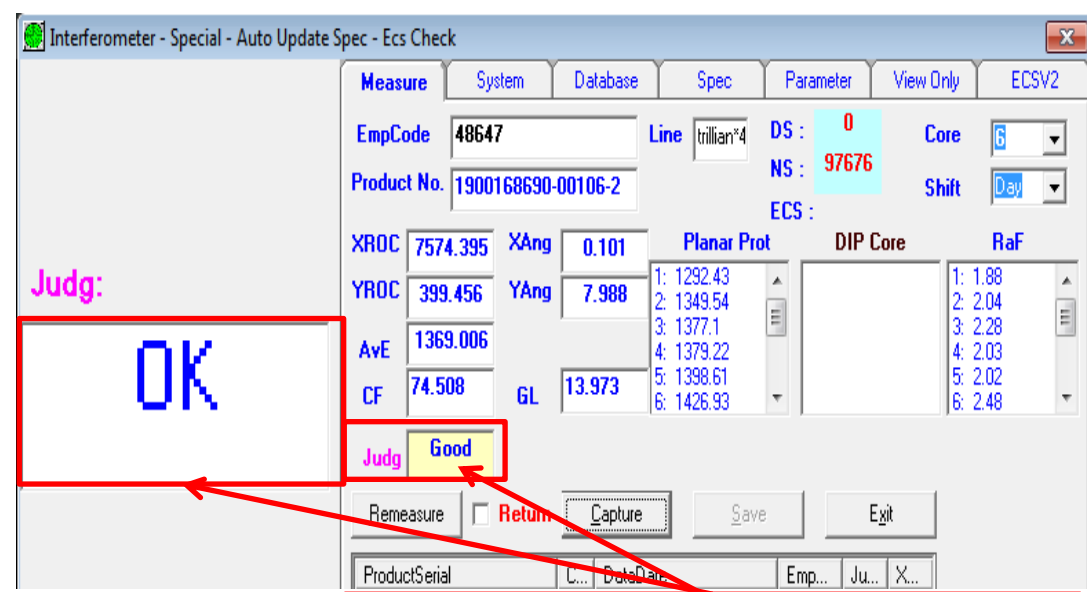 Interferometer - Special - Auto Update Spec - Ecs Check
Measure System Database Spec Parameter View Only ECSV2
EmpCode 48647 Line trillian*4 DS : 0 Core 6
NS : 97676
Product No. 1900168690-00106-2 Shift Day
ECS :
XROC 7574.395 XAng 0.101 Planar Prot DIP Core RaF
Judg:
YROC 399.456 YAng 7.988
AvE 1369.006
CF 74.508 GL 13.973
1: 1292.43
2: 1349.54
3: 1377.1
4: 1379.22
5: 1398.61
6: 1426.93
1: 1.88
2: 2.04
3: 2.28
4: 2.03
5: 2.02
6: 2.48
OK
Judg Good
Remeasure Return Capture Save Exit
ProductSerial C... DataDate Emp... Ju... X...